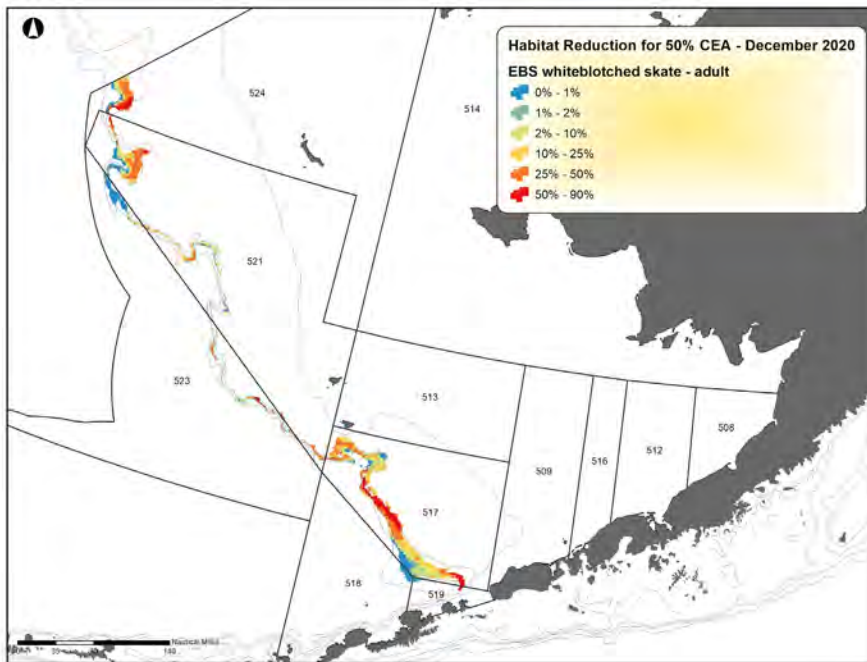 Habitat Reduction for 50% CEA - December 2020
EBS whiteblotched skate - adult
0% - 1%
1% - 2%
2% - 10%
10% - 25%
25% - 50%
50% - 90%
524
514
521
523
513
509
516
512
508
517
518
519
Nautical Miles